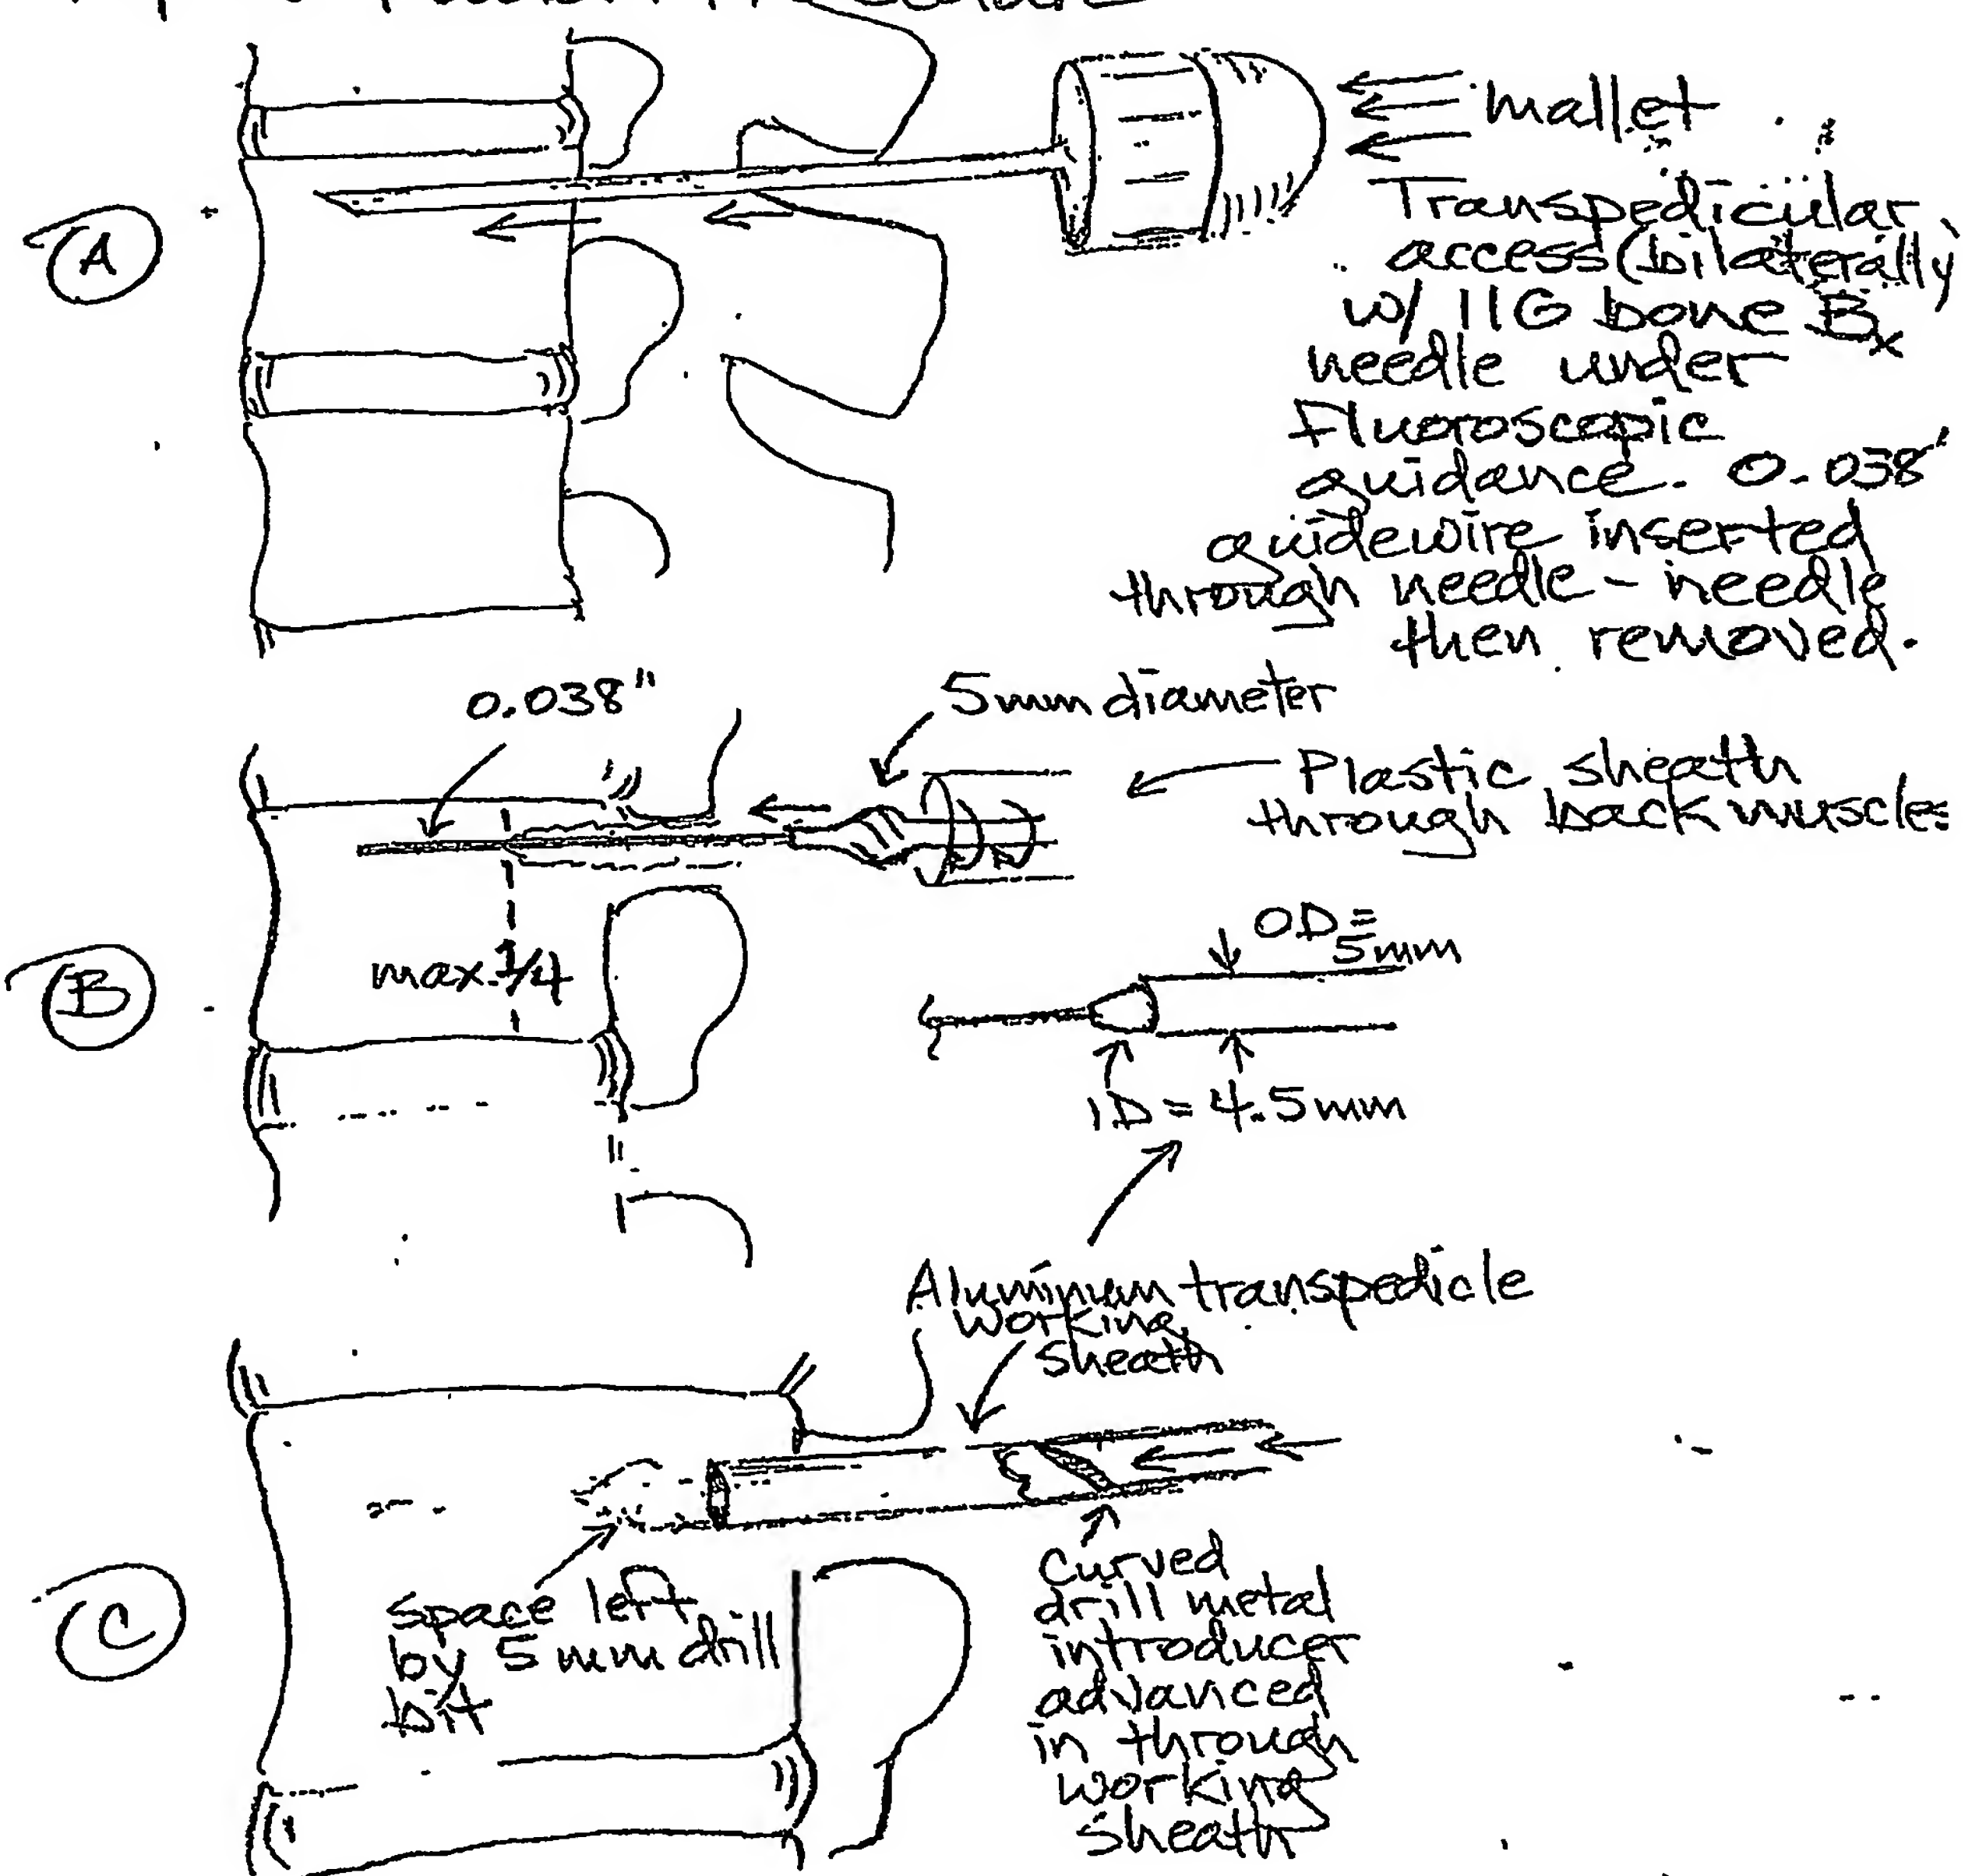 A
mallet
Transpedicular
access (bilaterally)
w/ 11G bone Bx
needle under
Fluoroscopic
guidance. 0.038"
guidewire inserted
through needle - needle
then removed.
0.038"
5mm diameter
Plastic sheath
through back muscles
B
max. 1/4
OD =
5mm
ID = 4.5mm
Aluminum transpedicle
working
sheath
C
space left
by 5mm drill
bit
Curved
drill metal
introducer
advanced
in through
working
sheath